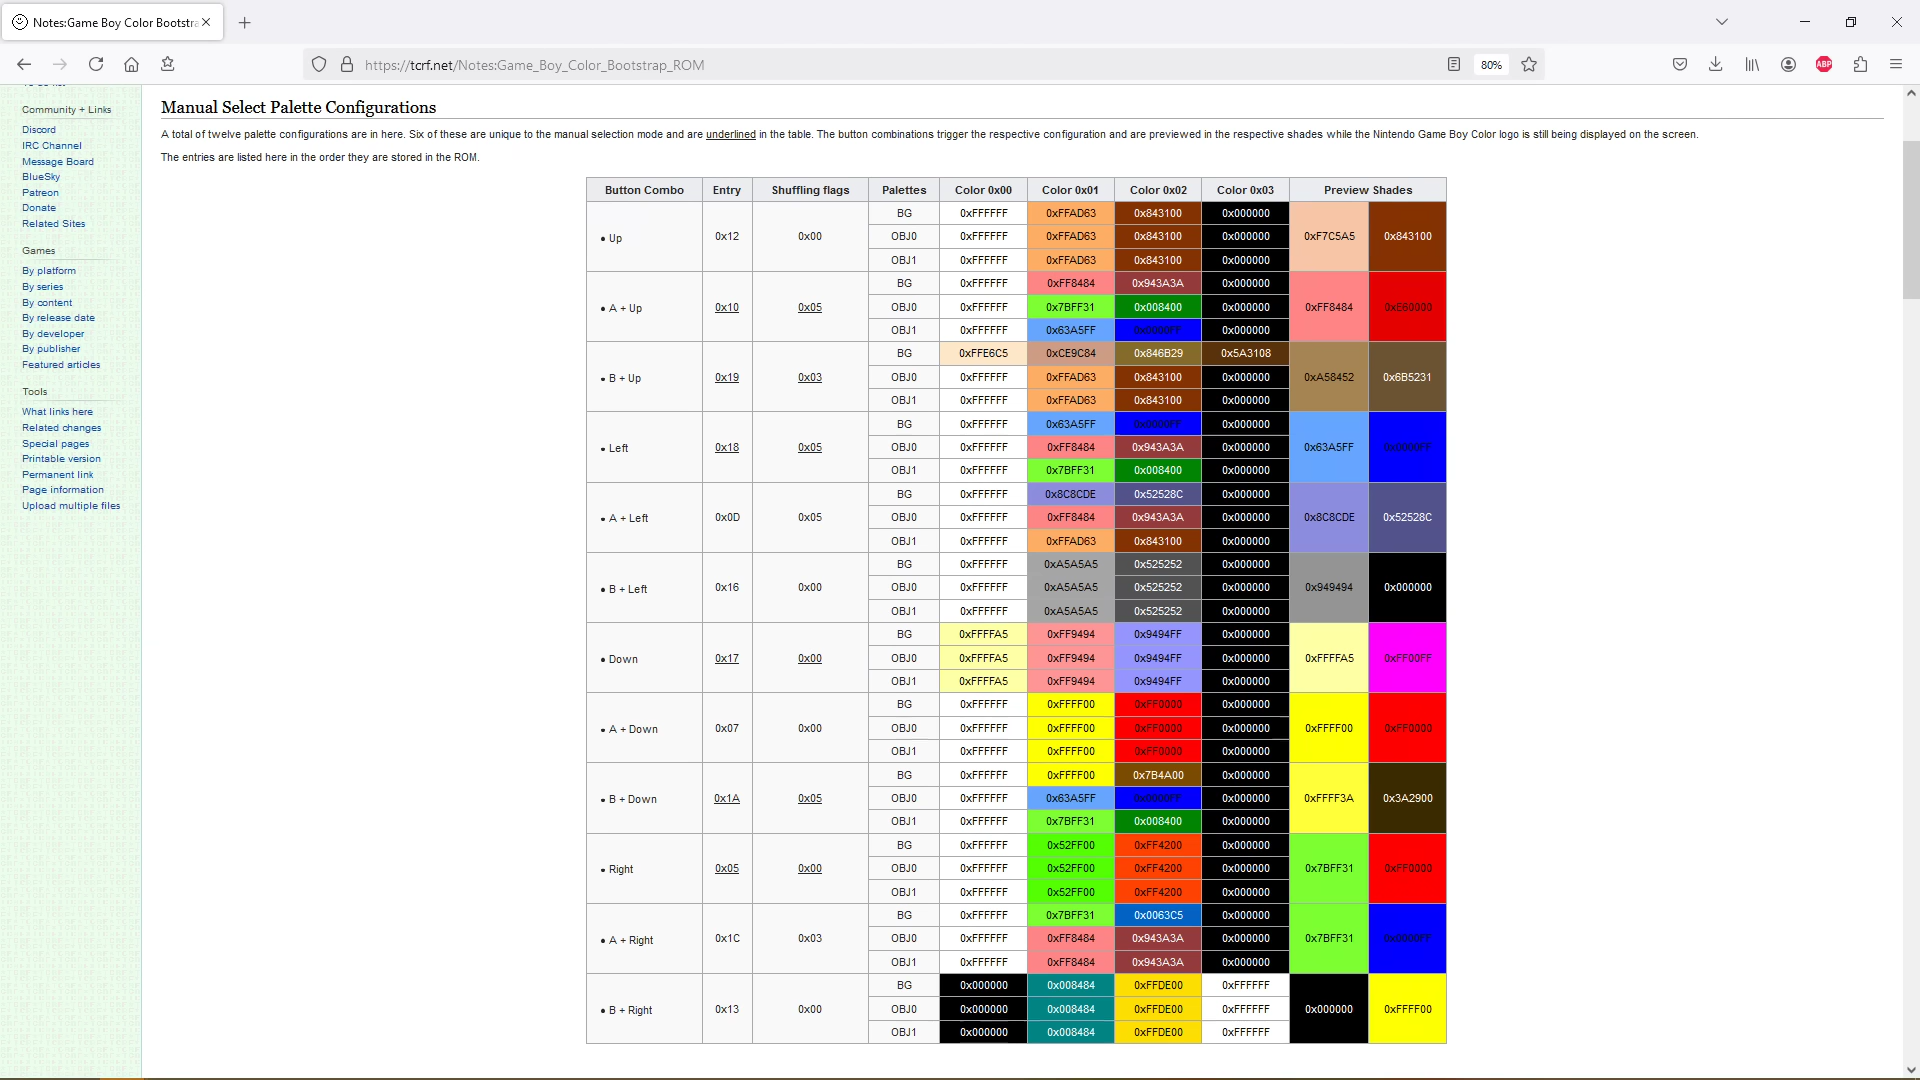 Notes:Game Boy Color Bootstra
https://tcrf.net/Notes:Game_Boy_Color_Bootstrap_ROM
80%
ABP
Community + Links
Discord
IRC Channel
Message Board
BlueSky
Patreon
Donate
Related Sites
Games
By platform
By series
By content
By release date
By developer
By publisher
Featured articles
Tools
What links here
Related changes
Special pages
Printable version
Permanent link
Page information
Upload multiple files
Manual Select Palette Configurations
A total of twelve palette configurations are in here. Six of these are unique to the manual selection mode and are underlined in the table. The button combinations trigger the respective configuration and are previewed in the respective shades while the Nintendo Game Boy Color logo is still being displayed on the screen.
The entries are listed here in the order they are stored in the ROM.
Button Combo Entry Shuffling flags Palettes Color 0x00 Color 0x01 Color 0x02 Color 0x03 Preview Shades
BG 0xFFFFFF 0xFFAD63 0x843100 0x000000
• Up 0x12 0x00 OBJ0 0xFFFFFF 0xFFAD63 0x843100 0x000000 0xF7C5A5 0x843100
OBJ1 0xFFFFFF 0xFFAD63 0x843100 0x000000
BG 0xFFFFFF 0xFF8484 0x943A3A 0x000000
• A + Up 0x10 0x05 OBJ0 0xFFFFFF 0x7BFF31 0x008400 0x000000 0xFF8484 0xE60000
OBJ1 0xFFFFFF 0x63A5FF 0x0000FF 0x000000
BG 0xFFE6C5 0xCE9C84 0x846B29 0x5A3108
• B + Up 0x19 0x03 OBJ0 0xFFFFFF 0xFFAD63 0x843100 0x000000 0xA58452 0x6B5231
OBJ1 0xFFFFFF 0xFFAD63 0x843100 0x000000
BG 0xFFFFFF 0x63A5FF 0x0000FF 0x000000
• Left 0x18 0x05 OBJ0 0xFFFFFF 0xFF8484 0x943A3A 0x000000 0x63A5FF 0x0000FF
OBJ1 0xFFFFFF 0x7BFF31 0x008400 0x000000
BG 0xFFFFFF 0x8C8CDE 0x52528C 0x000000
• A + Left 0x0D 0x05 OBJ0 0xFFFFFF 0xFF8484 0x943A3A 0x000000 0x8C8CDE 0x52528C
OBJ1 0xFFFFFF 0xFFAD63 0x843100 0x000000
BG 0xFFFFFF 0xA5A5A5 0x525252 0x000000
• B + Left 0x16 0x00 OBJ0 0xFFFFFF 0xA5A5A5 0x525252 0x000000 0x949494 0x000000
OBJ1 0xFFFFFF 0xA5A5A5 0x525252 0x000000
BG 0xFFFFA5 0xFF9494 0x9494FF 0x000000
• Down 0x17 0x00 OBJ0 0xFFFFA5 0xFF9494 0x9494FF 0x000000 0xFFFFA5 0xFF00FF
OBJ1 0xFFFFA5 0xFF9494 0x9494FF 0x000000
BG 0xFFFFFF 0xFFFF00 0xFF0000 0x000000
• A + Down 0x07 0x00 OBJ0 0xFFFFFF 0xFFFF00 0xFF0000 0x000000 0xFFFF00 0xFF0000
OBJ1 0xFFFFFF 0xFFFF00 0xFF0000 0x000000
BG 0xFFFFFF 0xFFFF00 0x7B4A00 0x000000
• B + Down 0x1A 0x05 OBJ0 0xFFFFFF 0x63A5FF 0x0000FF 0x000000 0xFFFF3A 0x3A2900
OBJ1 0xFFFFFF 0x7BFF31 0x008400 0x000000
BG 0xFFFFFF 0x52FF00 0xFF4200 0x000000
• Right 0x05 0x00 OBJ0 0xFFFFFF 0x52FF00 0xFF4200 0x000000 0x7BFF31 0xFF0000
OBJ1 0xFFFFFF 0x52FF00 0xFF4200 0x000000
BG 0xFFFFFF 0x7BFF31 0x0063C5 0x000000
• A + Right 0x1C 0x03 OBJ0 0xFFFFFF 0xFF8484 0x943A3A 0x000000 0x7BFF31 0x0000FF
OBJ1 0xFFFFFF 0xFF8484 0x943A3A 0x000000
BG 0x000000 0x008484 0xFFDE00 0xFFFFFF
• B + Right 0x13 0x00 OBJ0 0x000000 0x008484 0xFFDE00 0xFFFFFF 0x000000 0xFFFF00
OBJ1 0x000000 0x008484 0xFFDE00 0xFFFFFF